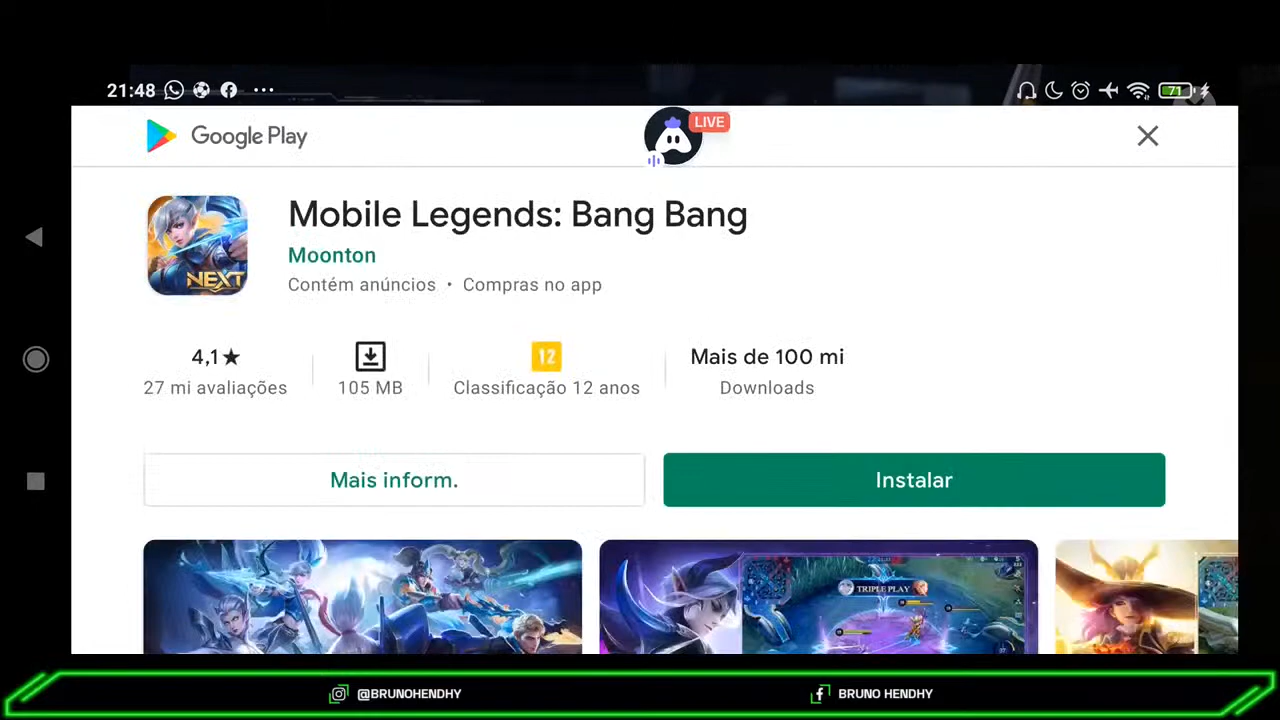 21:48 71
Google Play
LIVE
Mobile Legends: Bang Bang
Moonton
Contém anúncios • Compras no app
NEXT
4,1★
27 mi avaliações
105 MB
12
Classificação 12 anos
Mais de 100 mi
Downloads
Mais inform.
Instalar
TRIPLE PLAY
@BRUNOHENDHY
BRUNO HENDHY